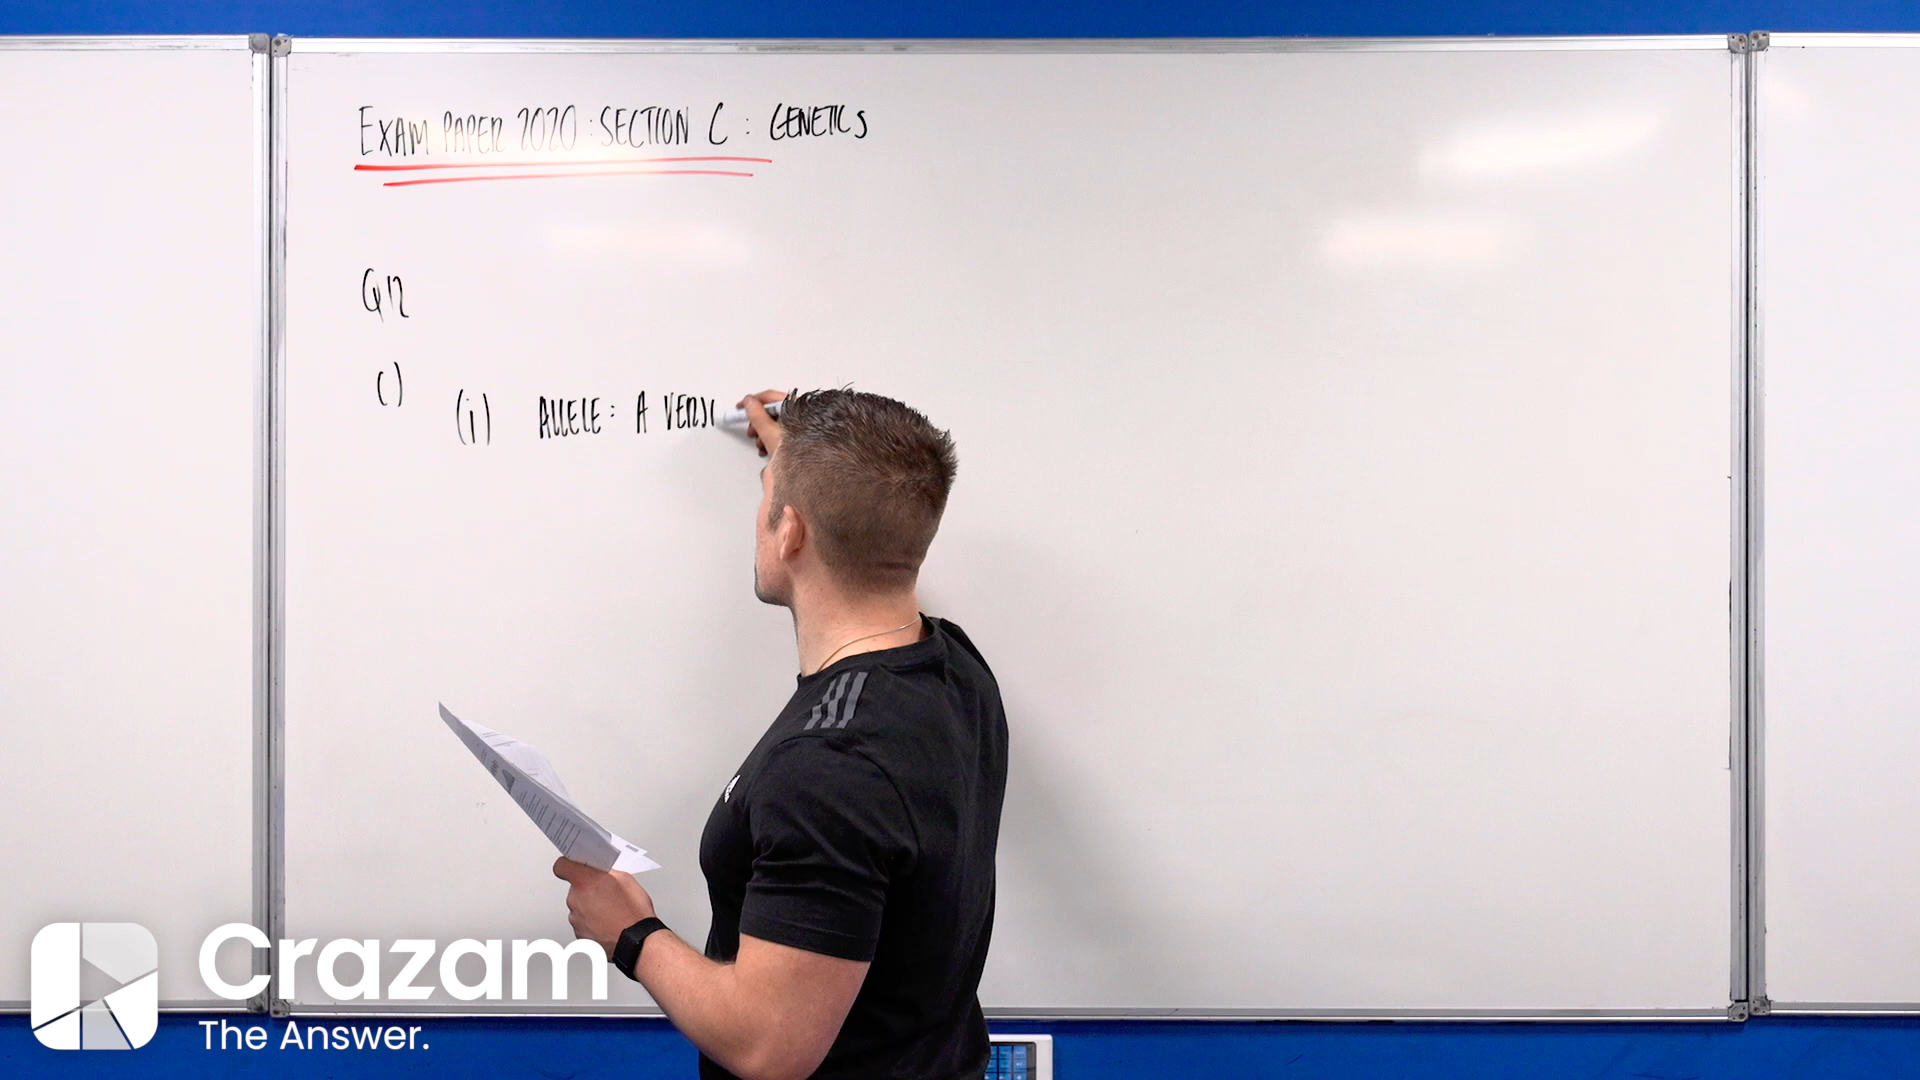 EXAM PAPER 2020 : SECTION C : GENETICS
Q12
C)
(i) ALLELE: A VERSI
Crazam
The Answer.